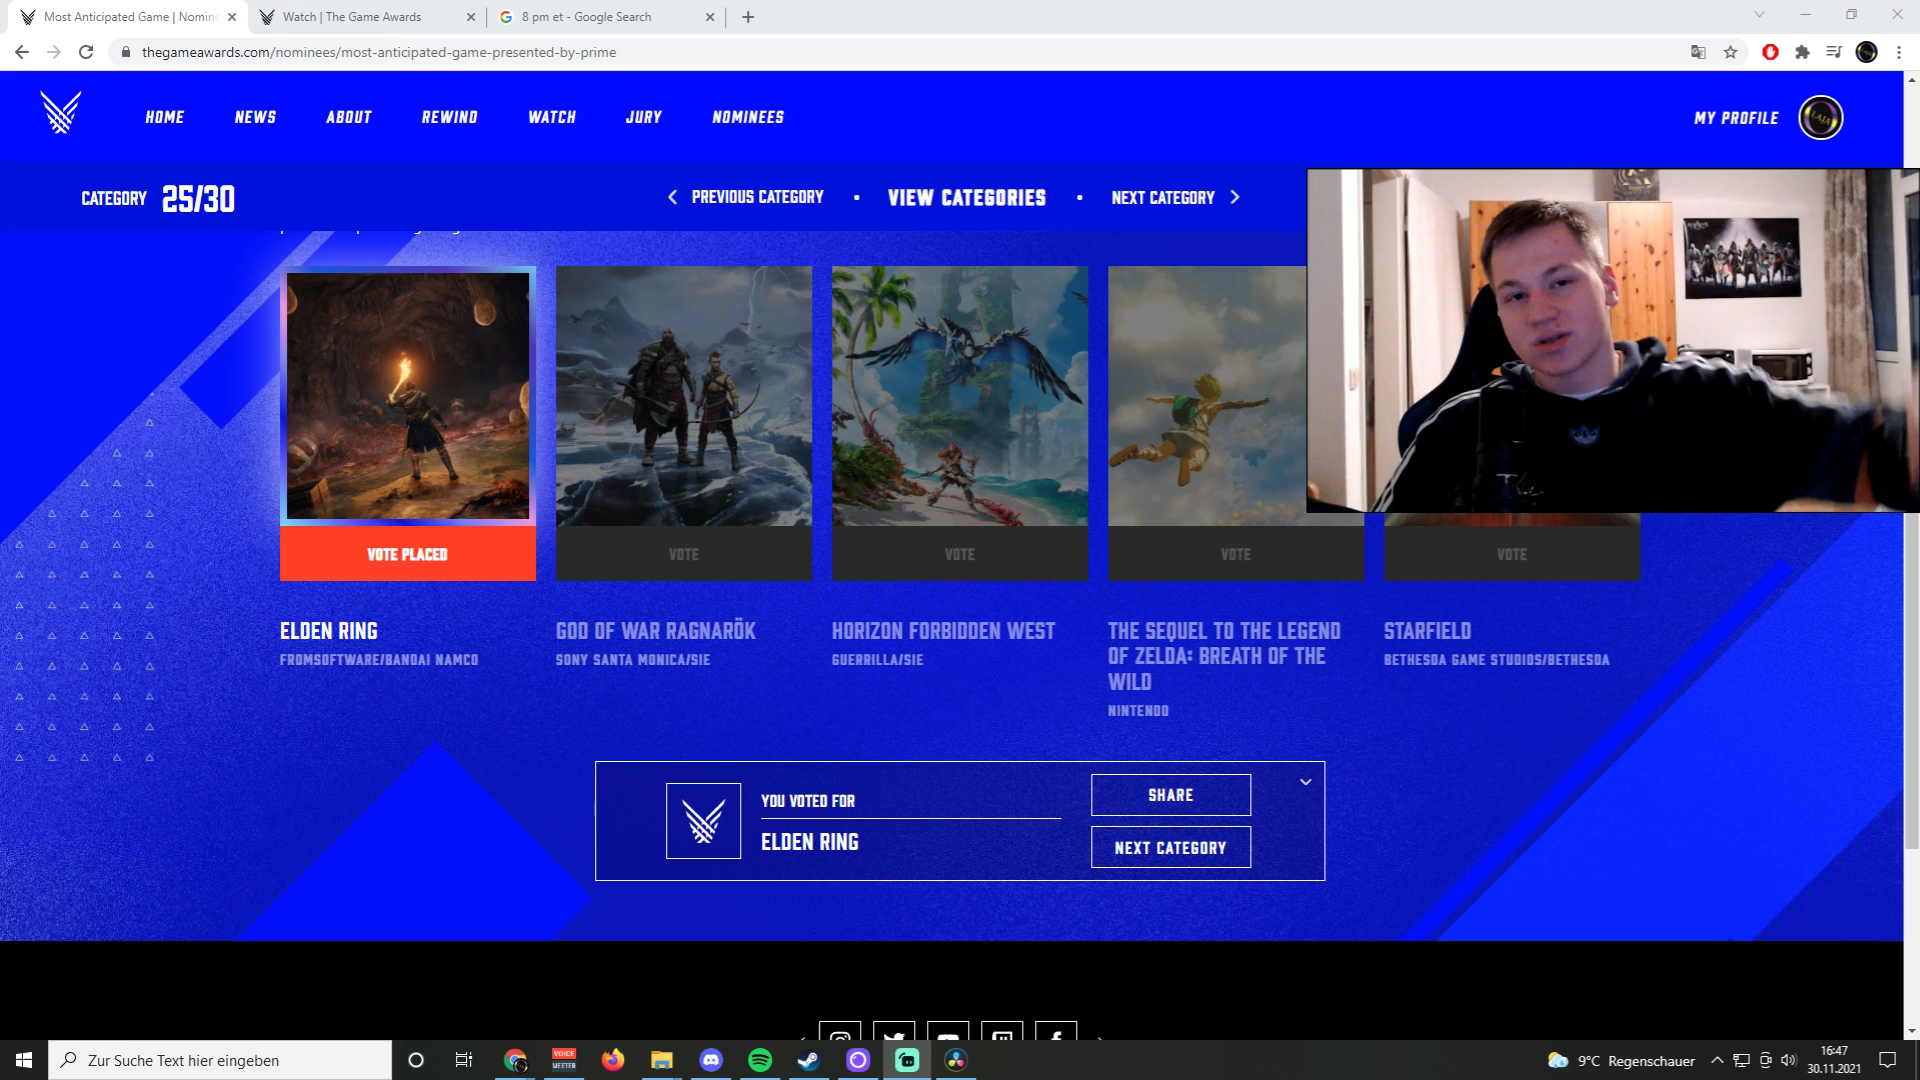 Most Anticipated Game | Nomine
Watch | The Game Awards
8 pm et - Google Search
thegameawards.com/nominees/most-anticipated-game-presented-by-prime
HOME
NEWS
ABOUT
REWIND
WATCH
JURY
NOMINEES
MY PROFILE
CATEGORY 25/30
PREVIOUS CATEGORY
VIEW CATEGORIES
NEXT CATEGORY
VOTE PLACED
VOTE
VOTE
VOTE
VOTE
ELDEN RING
FROMSOFTWARE/BANDAI NAMCO
GOD OF WAR RAGNARÖK
SONY SANTA MONICA/SIE
HORIZON FORBIDDEN WEST
GUERRILLA/SIE
THE SEQUEL TO THE LEGEND
OF ZELDA: BREATH OF THE
WILD
NINTENDO
STARFIELD
BETHESDA GAME STUDIOS/BETHESDA
YOU VOTED FOR
ELDEN RING
SHARE
NEXT CATEGORY
Zur Suche Text hier eingeben
VOICE
MEETER
9°C Regenschauer
16:47
30.11.2021